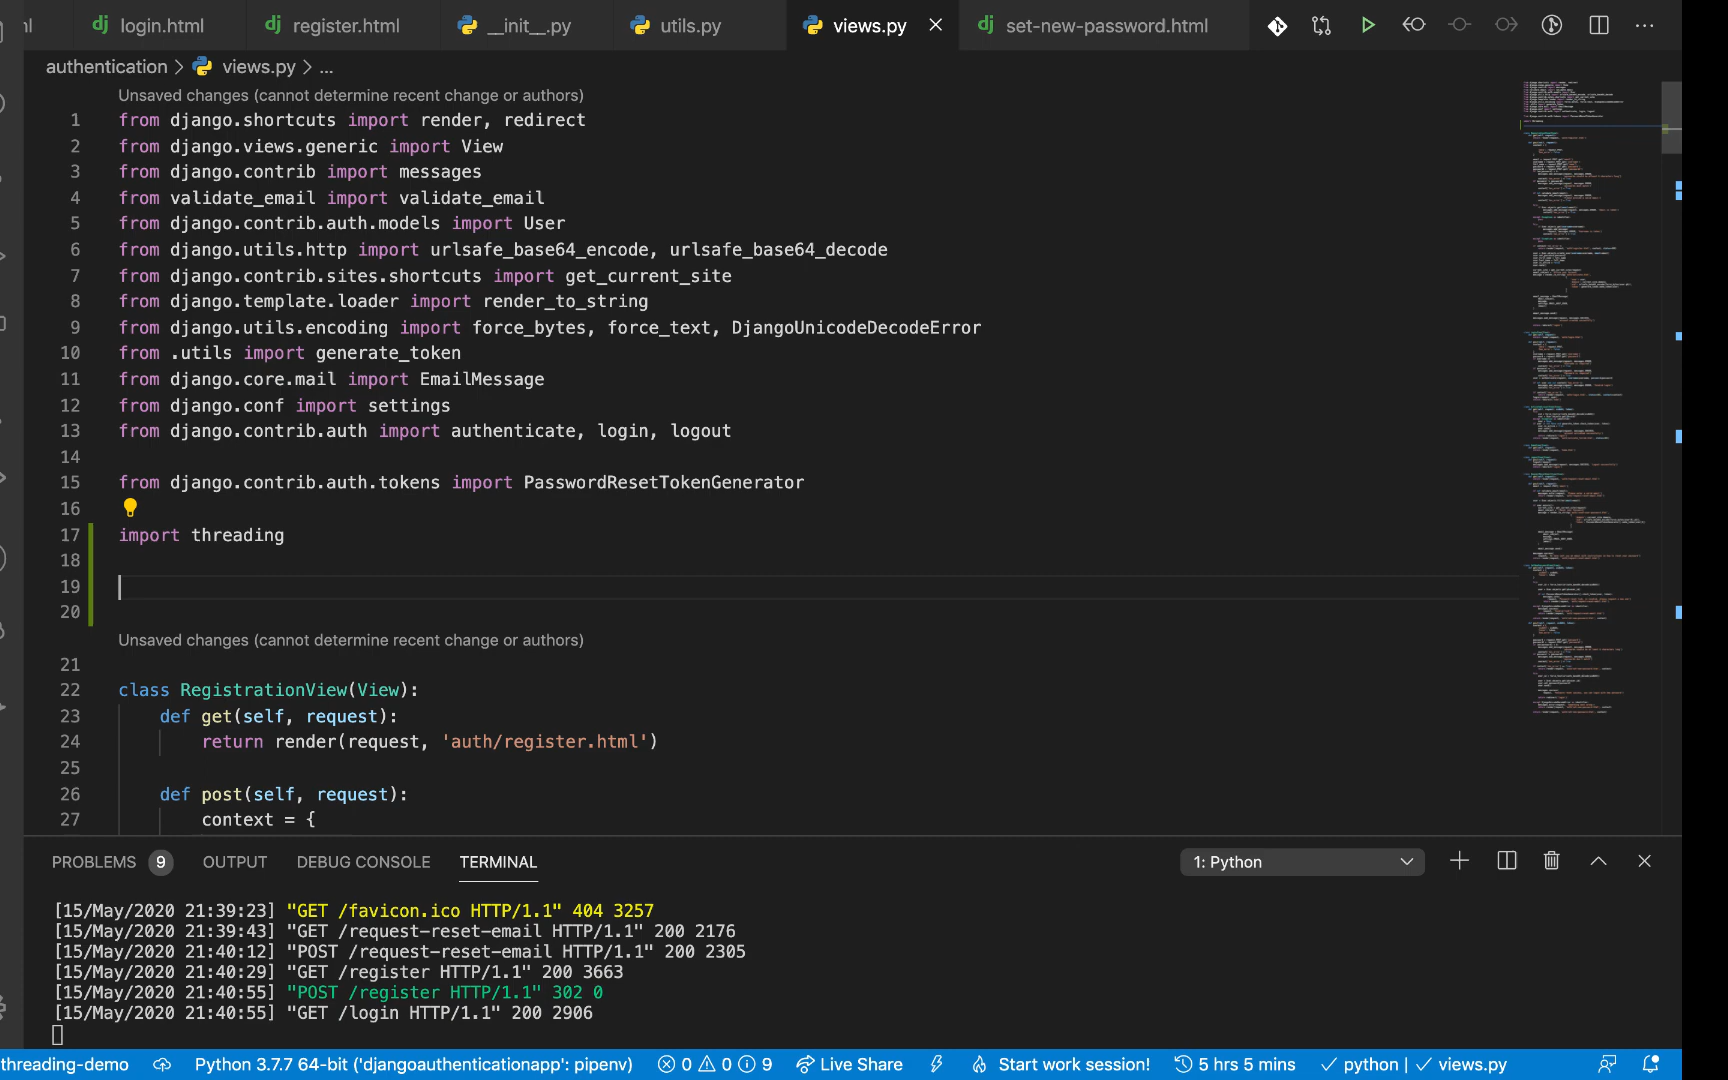 login.html register.html __init__.py utils.py views.py set-new-password.html
authentication > views.py > ...
Unsaved changes (cannot determine recent change or authors)
1 from django.shortcuts import render, redirect
2 from django.views.generic import View
3 from django.contrib import messages
4 from validate_email import validate_email
5 from django.contrib.auth.models import User
6 from django.utils.http import urlsafe_base64_encode, urlsafe_base64_decode
7 from django.contrib.sites.shortcuts import get_current_site
8 from django.template.loader import render_to_string
9 from django.utils.encoding import force_bytes, force_text, DjangoUnicodeDecodeError
10 from .utils import generate_token
11 from django.core.mail import EmailMessage
12 from django.conf import settings
13 from django.contrib.auth import authenticate, login, logout
14
15 from django.contrib.auth.tokens import PasswordResetTokenGenerator
16
17 import threading
18
19
20
Unsaved changes (cannot determine recent change or authors)
21
22 class RegistrationView(View):
23 def get(self, request):
24 return render(request, 'auth/register.html')
25
26 def post(self, request):
27 context = {
PROBLEMS 9 OUTPUT DEBUG CONSOLE TERMINAL 1: Python
[15/May/2020 21:39:23] "GET /favicon.ico HTTP/1.1" 404 3257
[15/May/2020 21:39:43] "GET /request-reset-email HTTP/1.1" 200 2176
[15/May/2020 21:40:12] "POST /request-reset-email HTTP/1.1" 200 2305
[15/May/2020 21:40:29] "GET /register HTTP/1.1" 200 3663
[15/May/2020 21:40:55] "POST /register HTTP/1.1" 302 0
[15/May/2020 21:40:55] "GET /login HTTP/1.1" 200 2906
threading-demo Python 3.7.7 64-bit ('djangoauthenticationapp': pipenv) 0 0 9 Live Share Start work session! 5 hrs 5 mins python | views.py